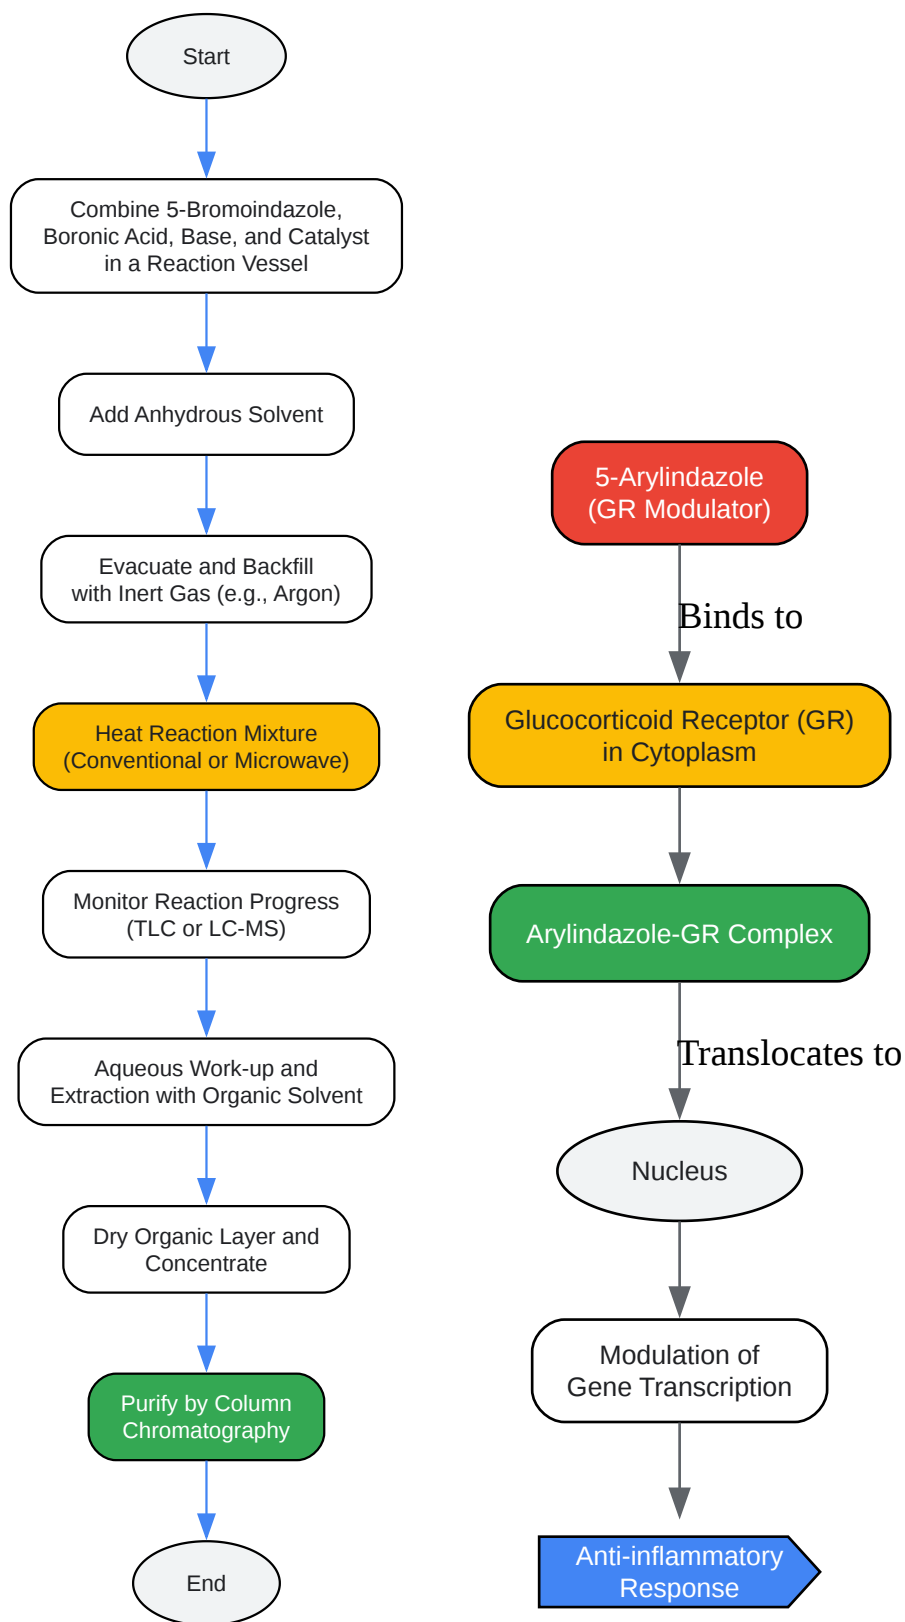 Start
Combine 5-Bromoindazole,
Boronic Acid, Base, and Catalyst
in a Reaction Vessel
Add Anhydrous Solvent
Evacuate and Backfill
with Inert Gas (e.g., Argon)
Heat Reaction Mixture
(Conventional or Microwave)
Monitor Reaction Progress
(TLC or LC-MS)
Aqueous Work-up and
Extraction with Organic Solvent
Dry Organic Layer and
Concentrate
Purify by Column
Chromatography
End
5-Arylindazole
(GR Modulator)
Binds to
Glucocorticoid Receptor (GR)
in Cytoplasm
Arylindazole-GR Complex
Translocates to
Nucleus
Modulation of
Gene Transcription
Anti-inflammatory
Response